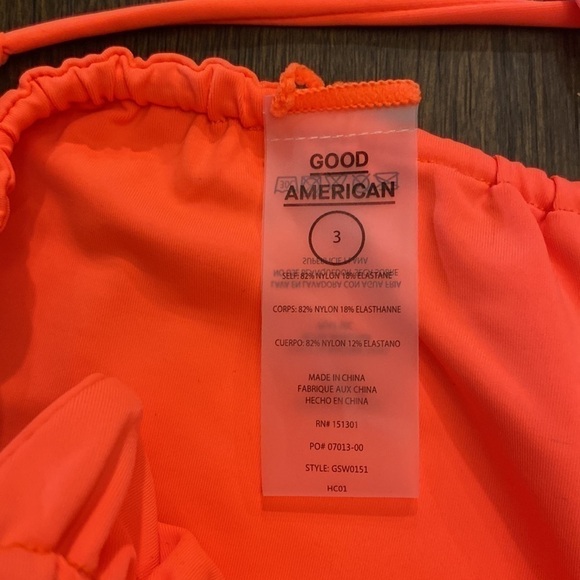 GOOD
AMERICAN
3
SELF: 82% NYLON 18% ELASTANE
CORPS: 82% NYLON 18% ELASTHANNE
CUERPO: 82% NYLON 12% ELASTANO
MADE IN CHINA
FABRIQUE AUX CHINA
HECHO EN CHINA
RN# 151301
PO# 07013-00
STYLE: GSW0151
HC01